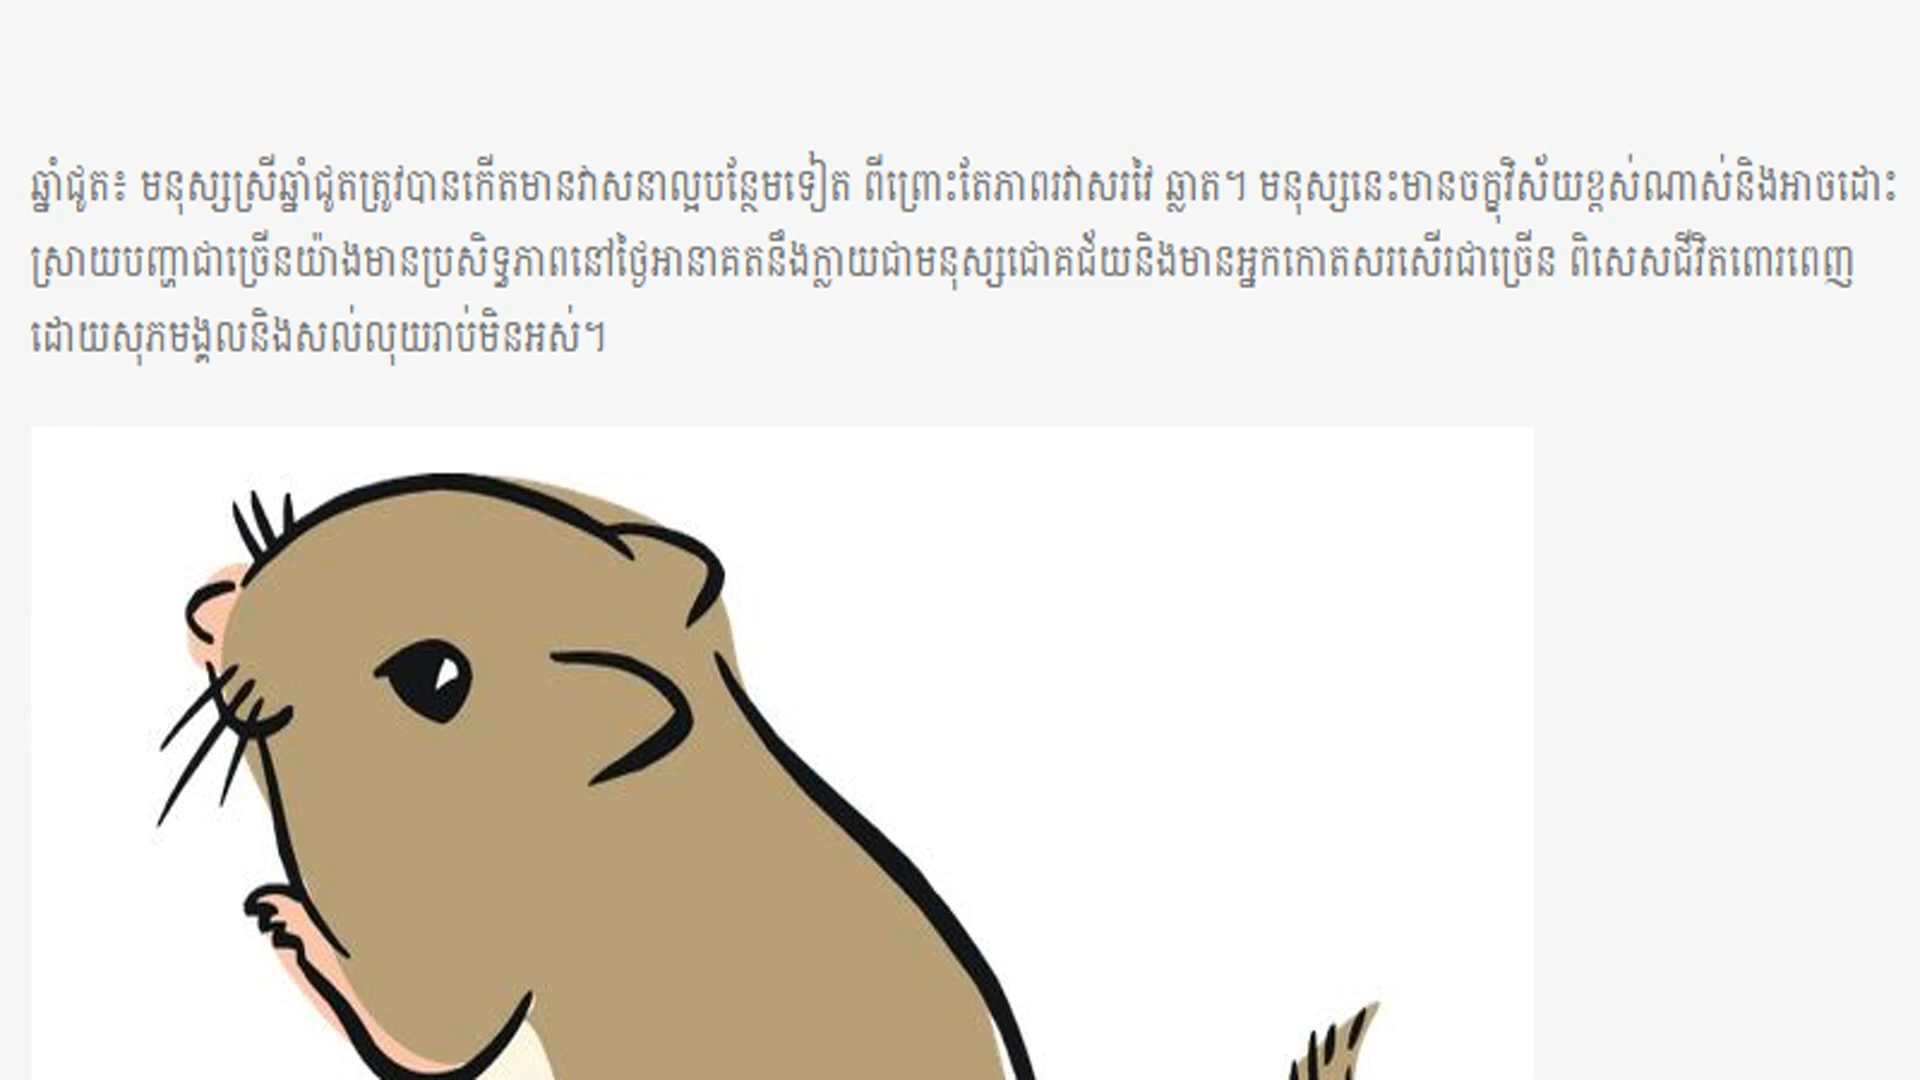 ឆ្នាំជូត៖ មនុស្សស្រីឆ្នាំជូតត្រូវបានកើតមានវាសនាល្អបន្ថែមទៀត ពីព្រោះតែភាពរវាសរវៃ ឆ្លាត។ មនុស្សនេះមានចក្ខុវិស័យខ្ពស់ណាស់និងអាចដោះ
ស្រាយបញ្ហាជាច្រើនយ៉ាងមានប្រសិទ្ធភាពនៅថ្ងៃអានាគតនឹងក្លាយជាមនុស្សជោគជ័យនិងមានអ្នកកោតសរសើរជាច្រើន ពិសេសជីវិតពោរពេញ
ដោយសុភមង្គលនិងសល់លុយរាប់មិនអស់។